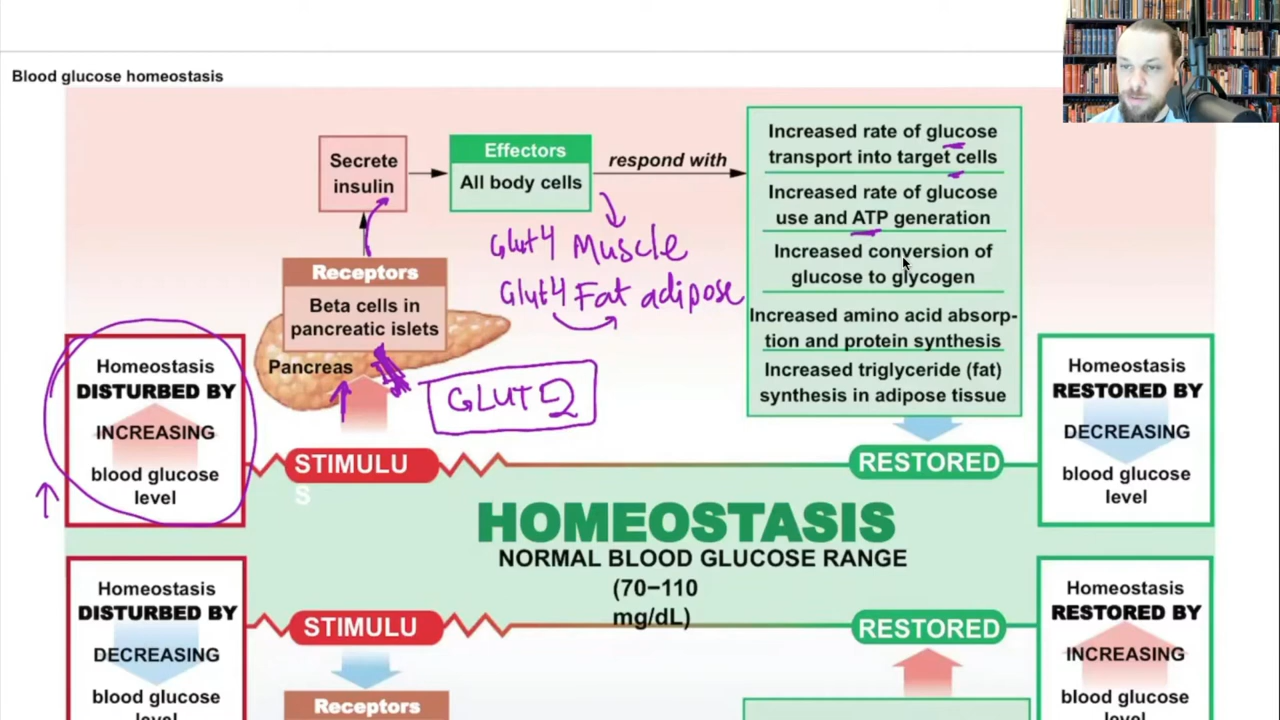 Blood glucose homeostasis
Secrete
insulin
Effectors
All body cells
respond with
Increased rate of glucose
transport into target cells
Increased rate of glucose
use and ATP generation
Increased conversion of
glucose to glycogen
Increased amino acid absorp-
tion and protein synthesis
Increased triglyceride (fat)
synthesis in adipose tissue
Glut4 Muscle
Glut4 Fat adipose
Receptors
Beta cells in
pancreatic islets
Pancreas
GLUT 2
Homeostasis
DISTURBED BY
INCREASING
blood glucose
level
STIMULU
S
RESTORED
Homeostasis
RESTORED BY
DECREASING
blood glucose
level
HOMEOSTASIS
NORMAL BLOOD GLUCOSE RANGE
(70−110
mg/dL)
Homeostasis
DISTURBED BY
DECREASING
blood glucose
level
STIMULU
Receptors
RESTORED
Homeostasis
RESTORED BY
INCREASING
blood glucose
level